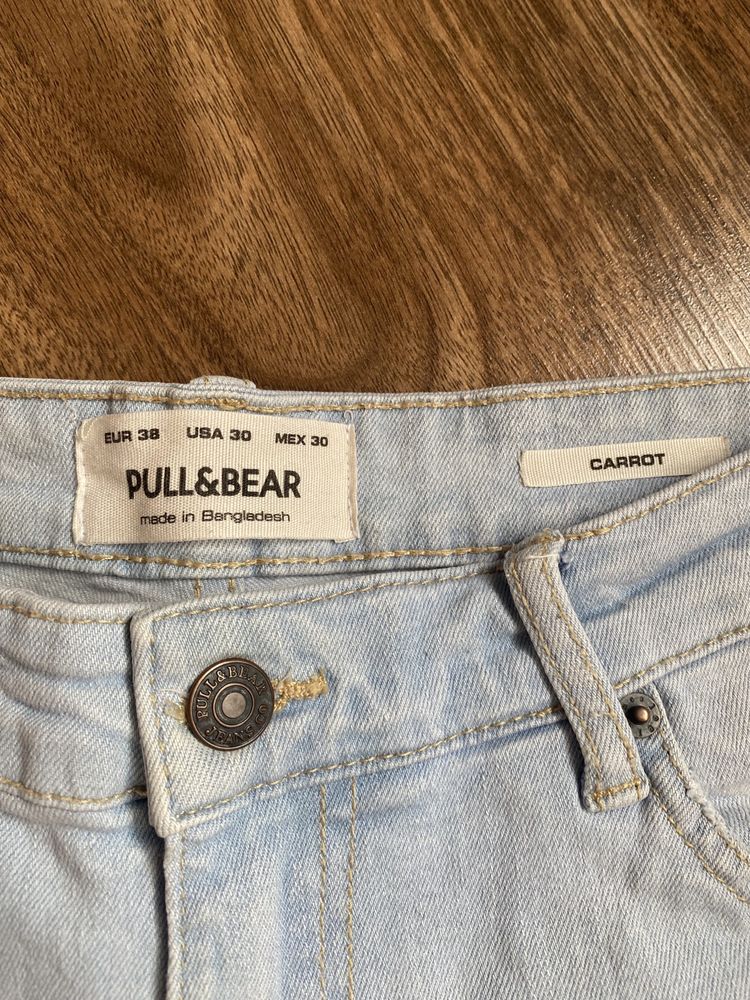 EUR 38 USA 30 MEX 30
PULL&BEAR
made in Bangladesh
CARROT
PULL&BEAR
JEANS CO